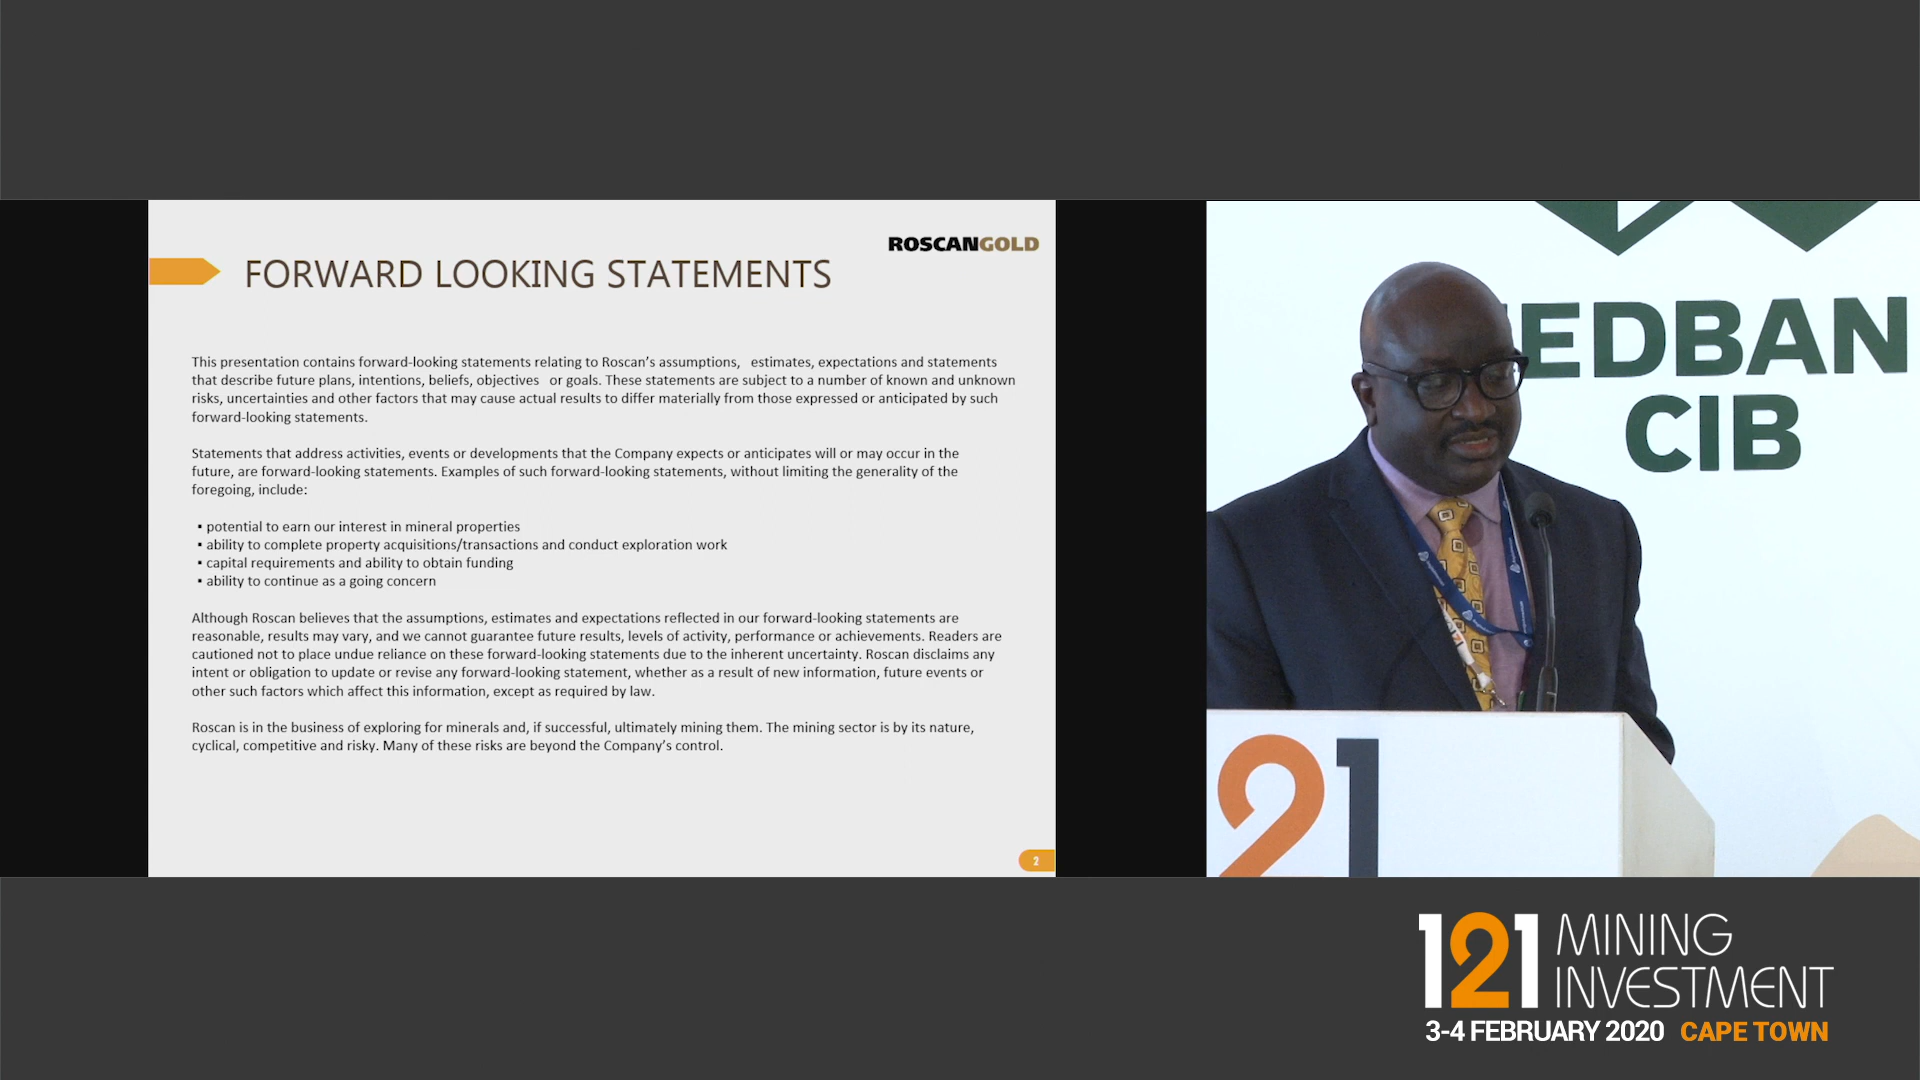 ROSCANGOLD
FORWARD LOOKING STATEMENTS
This presentation contains forward-looking statements relating to Roscan's assumptions, estimates, expectations and statements
that describe future plans, intentions, beliefs, objectives or goals. These statements are subject to a number of known and unknown
risks, uncertainties and other factors that may cause actual results to differ materially from those expressed or anticipated by such
forward-looking statements.
Statements that address activities, events or developments that the Company expects or anticipates will or may occur in the
future, are forward-looking statements. Examples of such forward-looking statements, without limiting the generality of the
foregoing, include:
▪ potential to earn our interest in mineral properties
▪ ability to complete property acquisitions/transactions and conduct exploration work
▪ capital requirements and ability to obtain funding
▪ ability to continue as a going concern
Although Roscan believes that the assumptions, estimates and expectations reflected in our forward-looking statements are
reasonable, results may vary, and we cannot guarantee future results, levels of activity, performance or achievements. Readers are
cautioned not to place undue reliance on these forward-looking statements due to the inherent uncertainty. Roscan disclaims any
intent or obligation to update or revise any forward-looking statement, whether as a result of new information, future events or
other such factors which affect this information, except as required by law.
Roscan is in the business of exploring for minerals and, if successful, ultimately mining them. The mining sector is by its nature,
cyclical, competitive and risky. Many of these risks are beyond the Company's control.
2
EDBAN
CIB
21
121 MINING
INVESTMENT
3-4 FEBRUARY 2020 CAPE TOWN